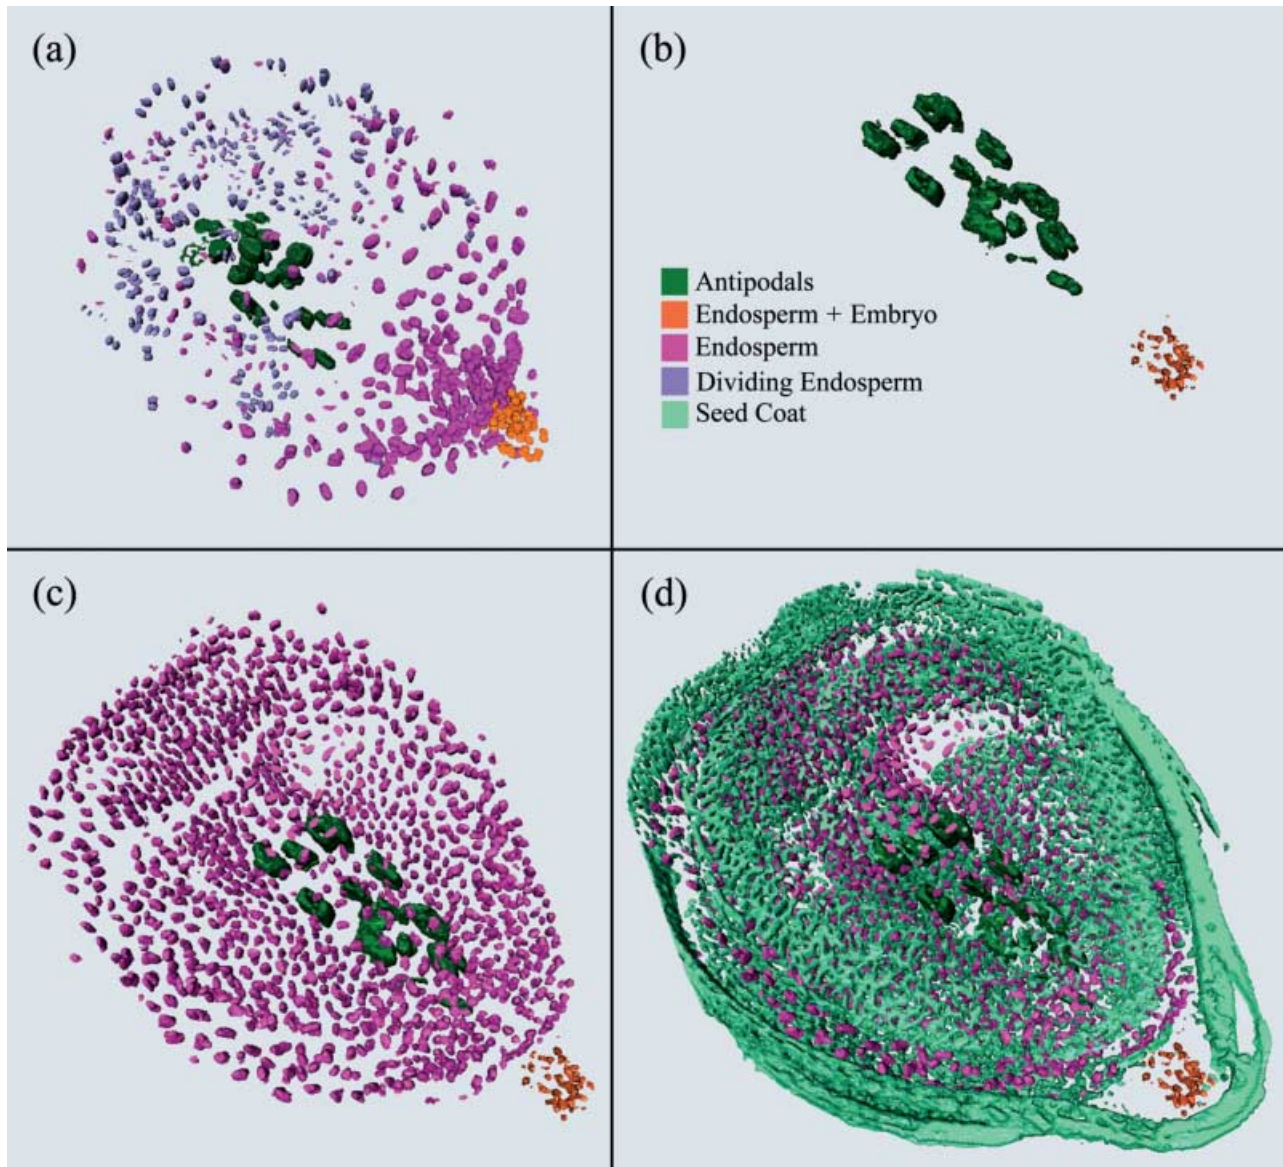 (a)
(b)
Antipodals
Endosperm + Embryo
Endosperm
Dividing Endosperm
Seed Coat
(c)
(d)